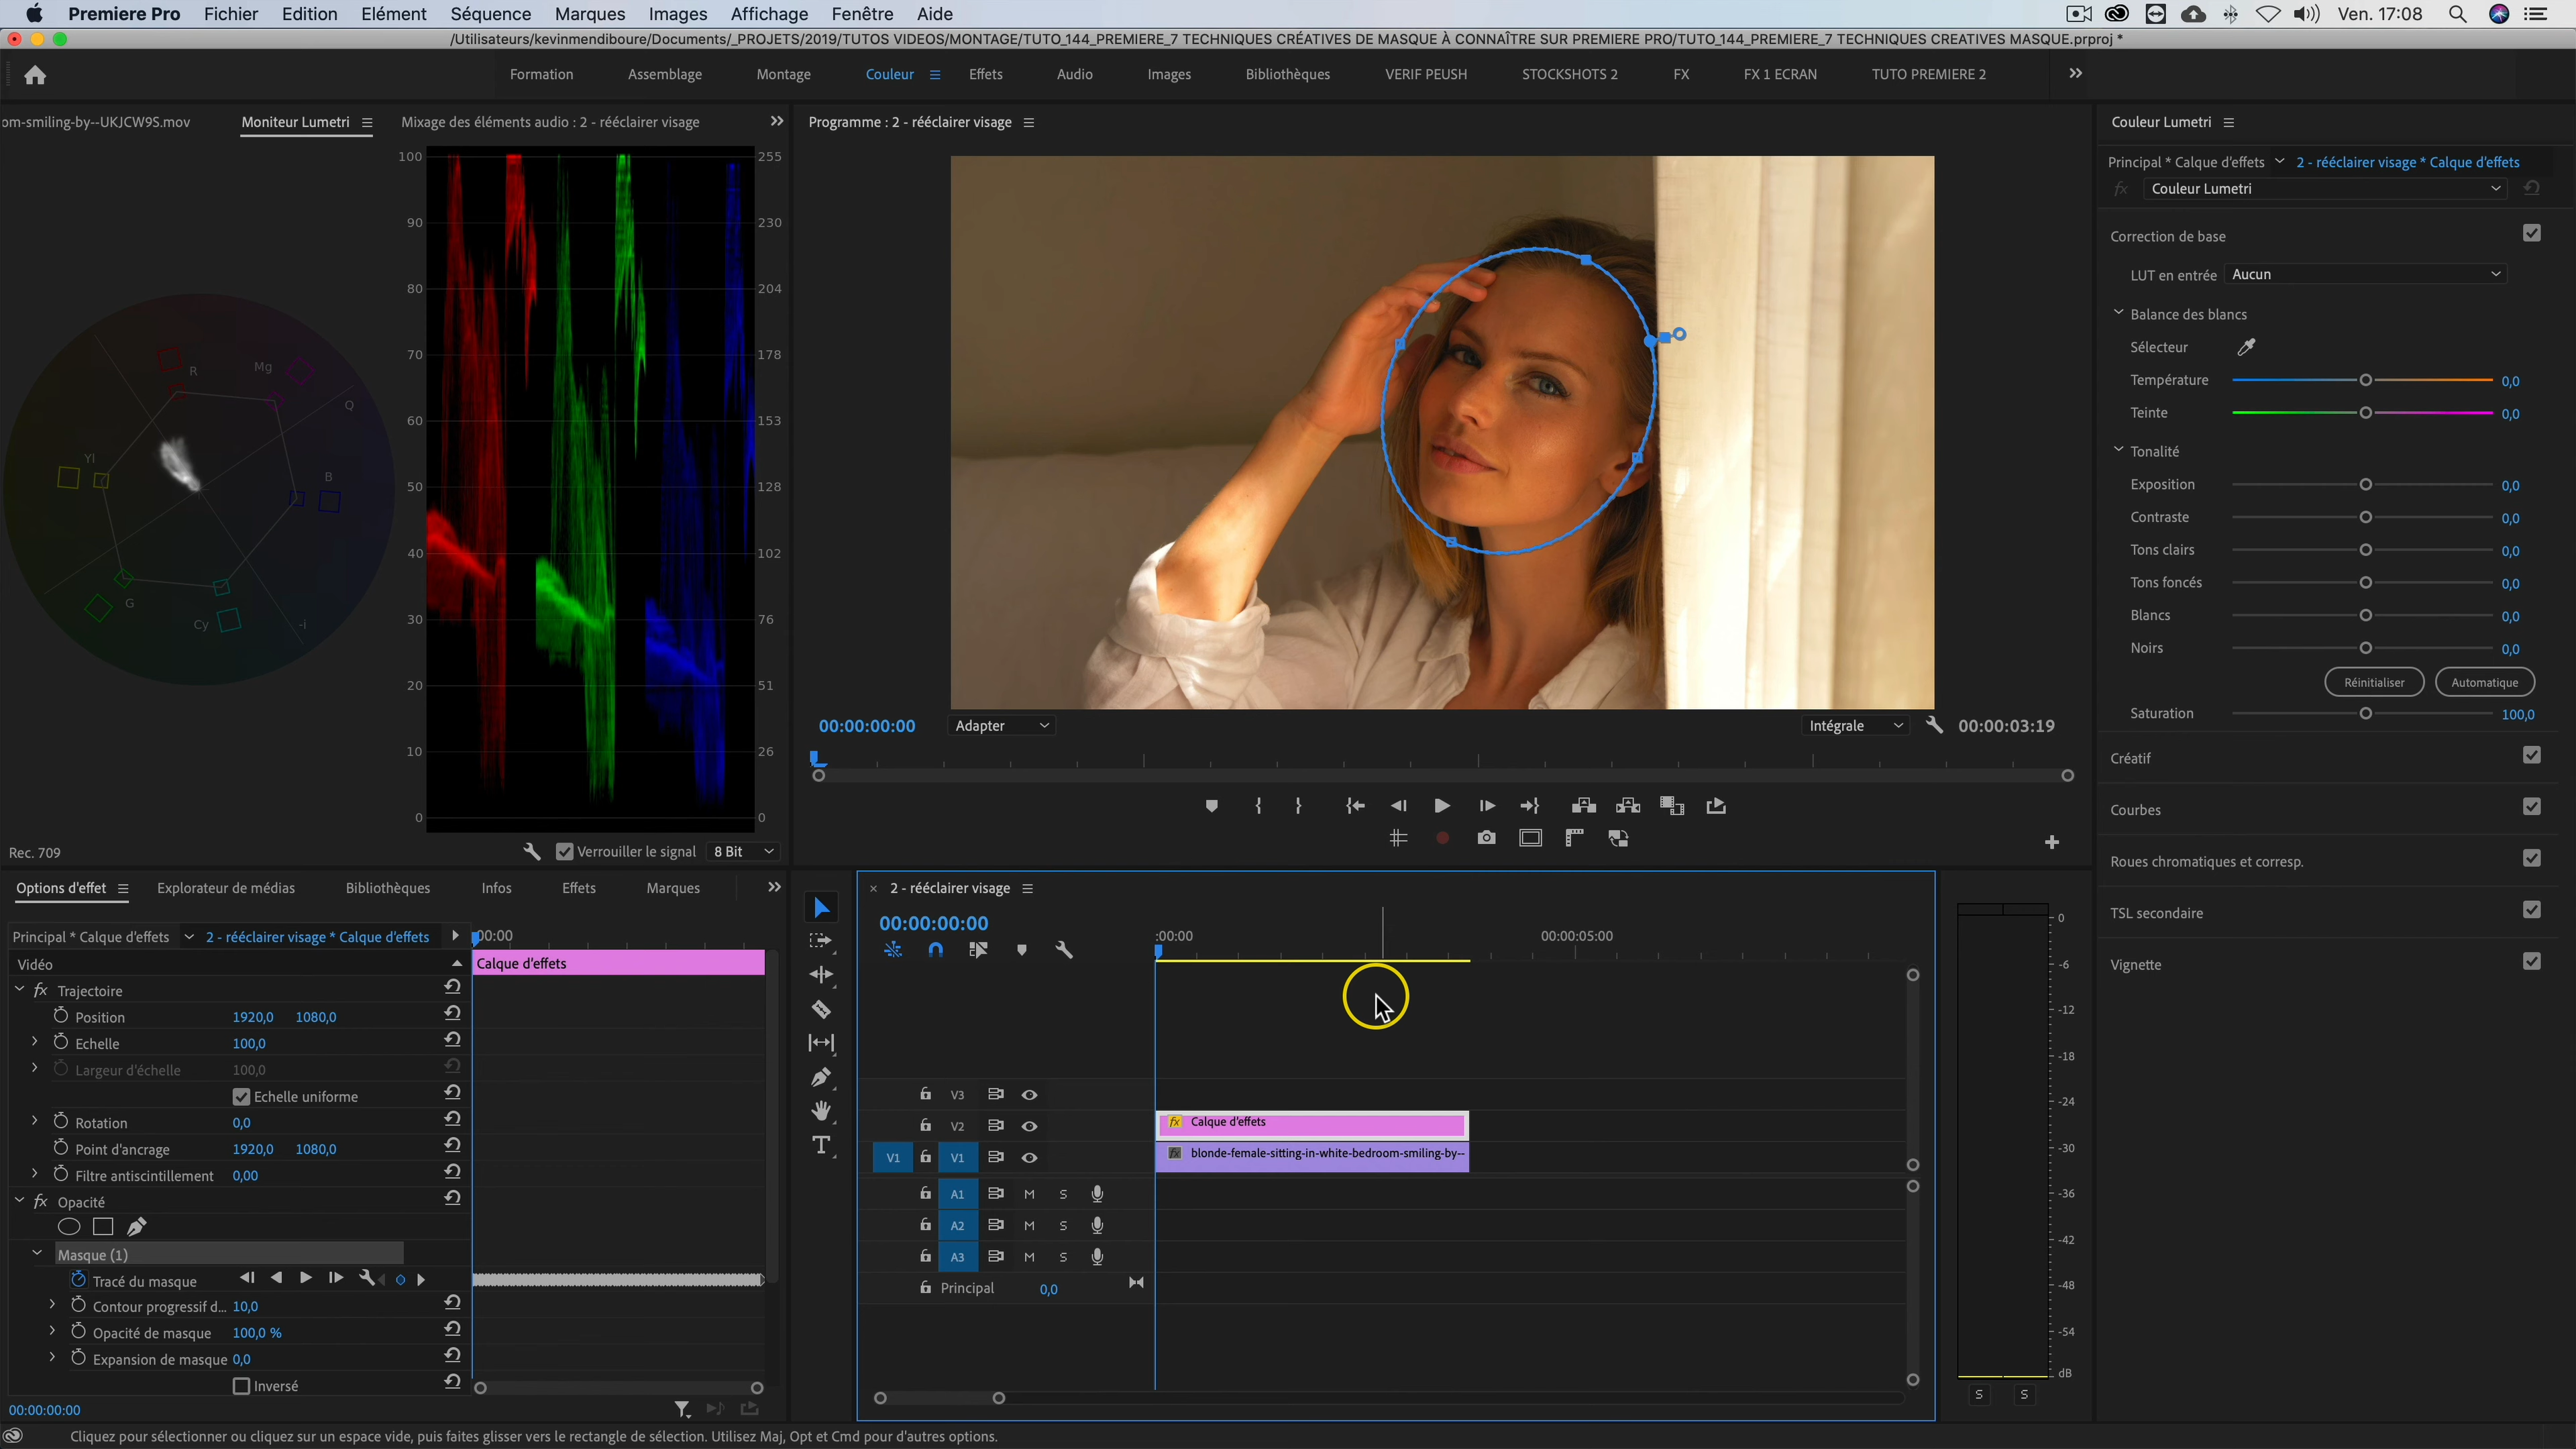 Premiere Pro Fichier Edition Elément Séquence Marques Images Affichage Fenêtre Aide Ven. 17:08
/Utilisateurs/kevinmendiboure/Documents/_PROJETS/2019/TUTOS VIDEOS/MONTAGE/TUTO_144_PREMIERE_7 TECHNIQUES CRÉATIVES DE MASQUE À CONNAÎTRE SUR PREMIERE PRO/TUTO_144_PREMIERE_7 TECHNIQUES CREATIVES MASQUE.prproj *
Formation Assemblage Montage Couleur Effets Audio Images Bibliothèques VERIF PEUSH STOCKSHOTS 2 FX FX 1 ECRAN TUTO PREMIERE 2
om-smiling-by--UKJCW9S.mov Moniteur Lumetri Mixage des éléments audio : 2 - rééclairer visage
R Mg Q B Yl G Cy -i
100 255
90 230
80 204
70 178
60 153
50 128
40 102
30 76
20 51
10 26
0 0
Rec. 709 Verrouiller le signal 8 Bit
Programme : 2 - rééclairer visage
00:00:00:00 Adapter Intégrale 00:00:03:19
Couleur Lumetri
Principal * Calque d'effets 2 - rééclairer visage * Calque d'effets
fx Couleur Lumetri
Correction de base
LUT en entrée Aucun
Balance des blancs
Sélecteur
Température 0,0
Teinte 0,0
Tonalité
Exposition 0,0
Contraste 0,0
Tons clairs 0,0
Tons foncés 0,0
Blancs 0,0
Noirs 0,0
Réinitialiser Automatique
Saturation 100,0
Créatif
Courbes
Roues chromatiques et corresp.
TSL secondaire
Vignette
Options d'effet Explorateur de médias Bibliothèques Infos Effets Marques
Principal * Calque d'effets 2 - rééclairer visage * Calque d'effets 00:00
Vidéo Calque d'effets
fx Trajectoire
Position 1920,0 1080,0
Echelle 100,0
Largeur d'échelle 100,0
Echelle uniforme
Rotation 0,0
Point d'ancrage 1920,0 1080,0
Filtre antiscintillement 0,00
fx Opacité
Masque (1)
Tracé du masque
Contour progressif d... 10,0
Opacité de masque 100,0 %
Expansion de masque 0,0
Inversé
00:00:00:00
2 - rééclairer visage
00:00:00:00
:00:00 00:00:05:00
V3
V2 fx Calque d'effets
V1 V1 fx blonde-female-sitting-in-white-bedroom-smiling-by--
A1 M S
A2 M S
A3 M S
Principal 0,0
0
-6
-12
-18
-24
-30
-36
-42
-48
-54
dB
S S
Cliquez pour sélectionner ou cliquez sur un espace vide, puis faites glisser vers le rectangle de sélection. Utilisez Maj, Opt et Cmd pour d'autres options.